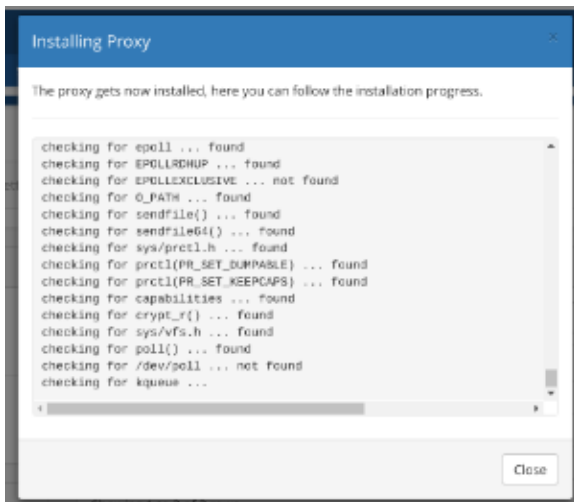 Installing Proxy
×
The proxy gets now installed, here you can follow the installation progress.
checking for epoll ... found
checking for EPOLLRDHUP ... found
checking for EPOLLEXCLUSIVE ... not found
checking for O_PATH ... found
checking for sendfile() ... found
checking for sendfile64() ... found
checking for sys/prctl.h ... found
checking for prctl(PR_SET_DUMPABLE) ... found
checking for prctl(PR_SET_KEEPCAPS) ... found
checking for capabilities ... found
checking for crypt_r() ... found
checking for sys/vfs.h ... found
checking for poll() ... found
checking for /dev/poll ... not found
checking for kqueue ...
Close